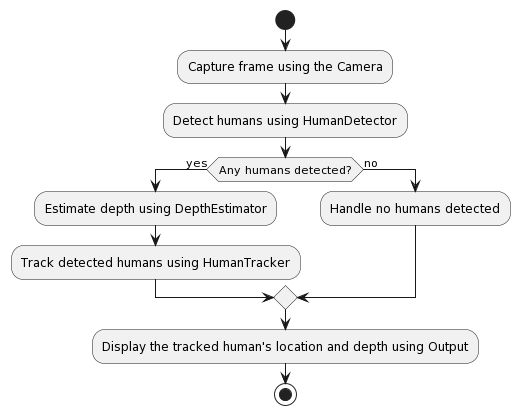 Capture frame using the Camera
Detect humans using HumanDetector
yes
Any humans detected?
no
Estimate depth using DepthEstimator
Handle no humans detected
Track detected humans using HumanTracker
Display the tracked human's location and depth using Output